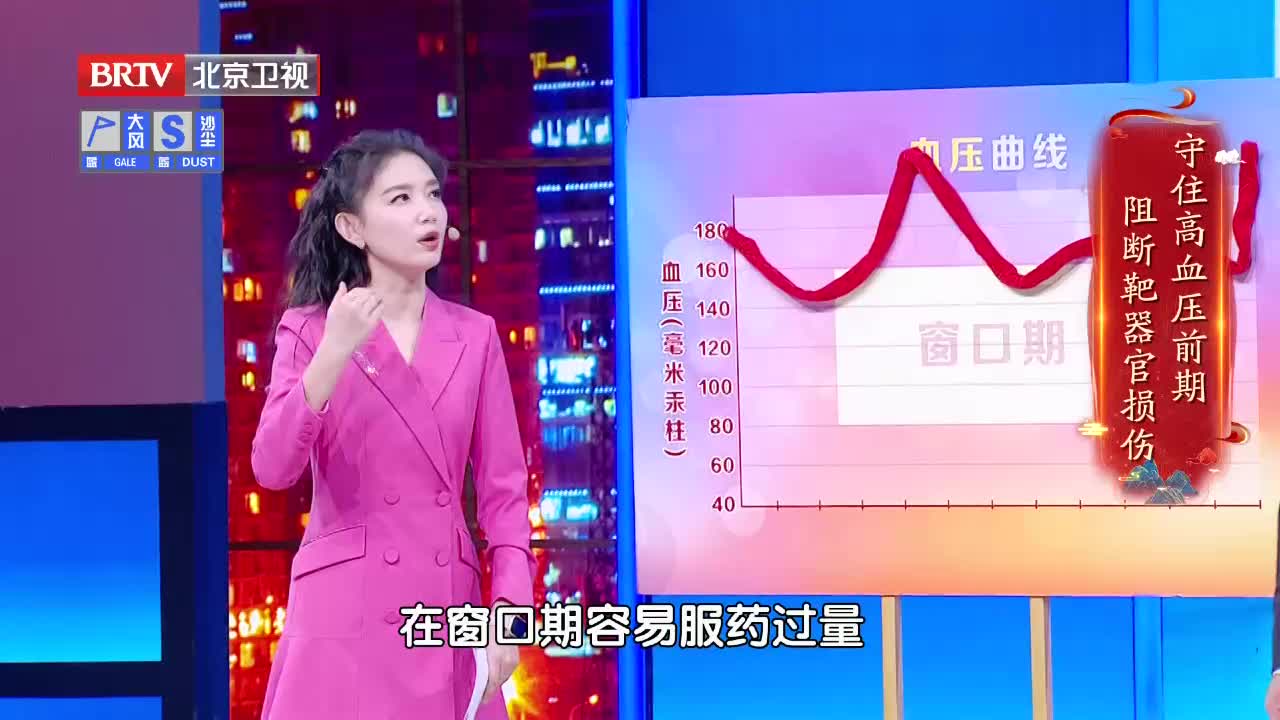 BRTV 北京卫视
大风 沙尘
蓝 GALE 蓝 DUST
血压曲线
守住高血压前期
阻断靶器官损伤
血压(毫米汞柱)
180
160
140
120
100
80
60
40
窗口期
在窗口期容易服药过量